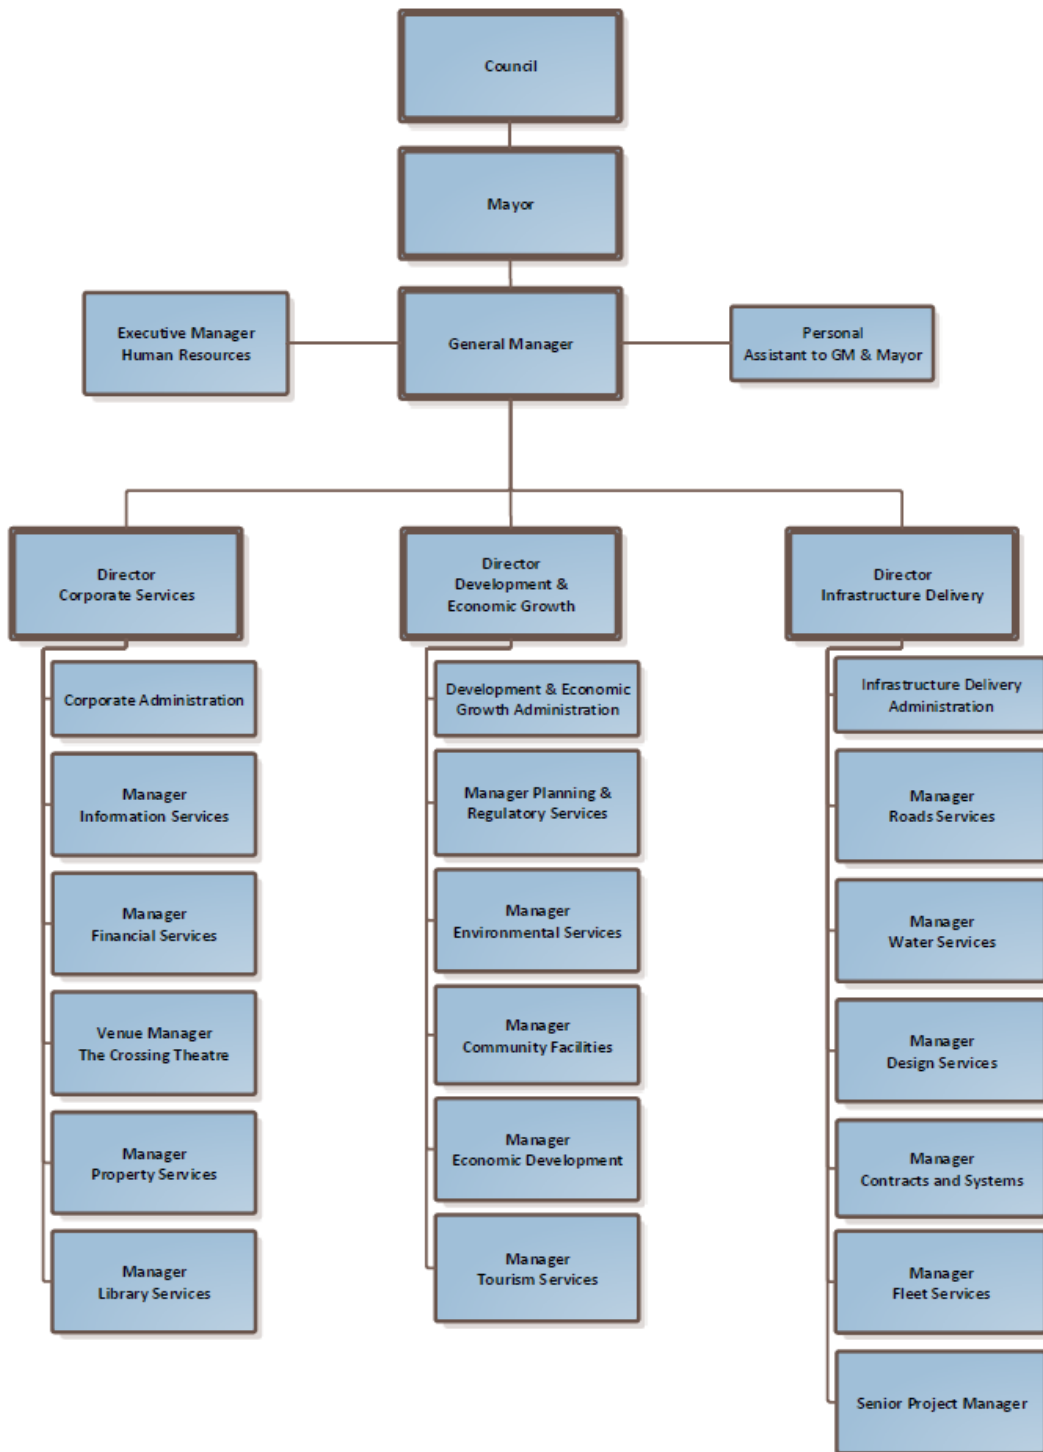 Council
Mayor
Executive Manager
Human Resources
General Manager
Personal
Assistant to GM & Mayor
Director
Corporate Services
Director
Development &
Economic Growth
Director
Infrastructure Delivery
Corporate Administration
Manager
Information Services
Manager
Financial Services
Venue Manager
The Crossing Theatre
Manager
Property Services
Manager
Library Services
Development & Economic
Growth Administration
Manager Planning &
Regulatory Services
Manager
Environmental Services
Manager
Community Facilities
Manager
Economic Development
Manager
Tourism Services
Infrastructure Delivery
Administration
Manager
Roads Services
Manager
Water Services
Manager
Design Services
Manager
Contracts and Systems
Manager
Fleet Services
Senior Project Manager